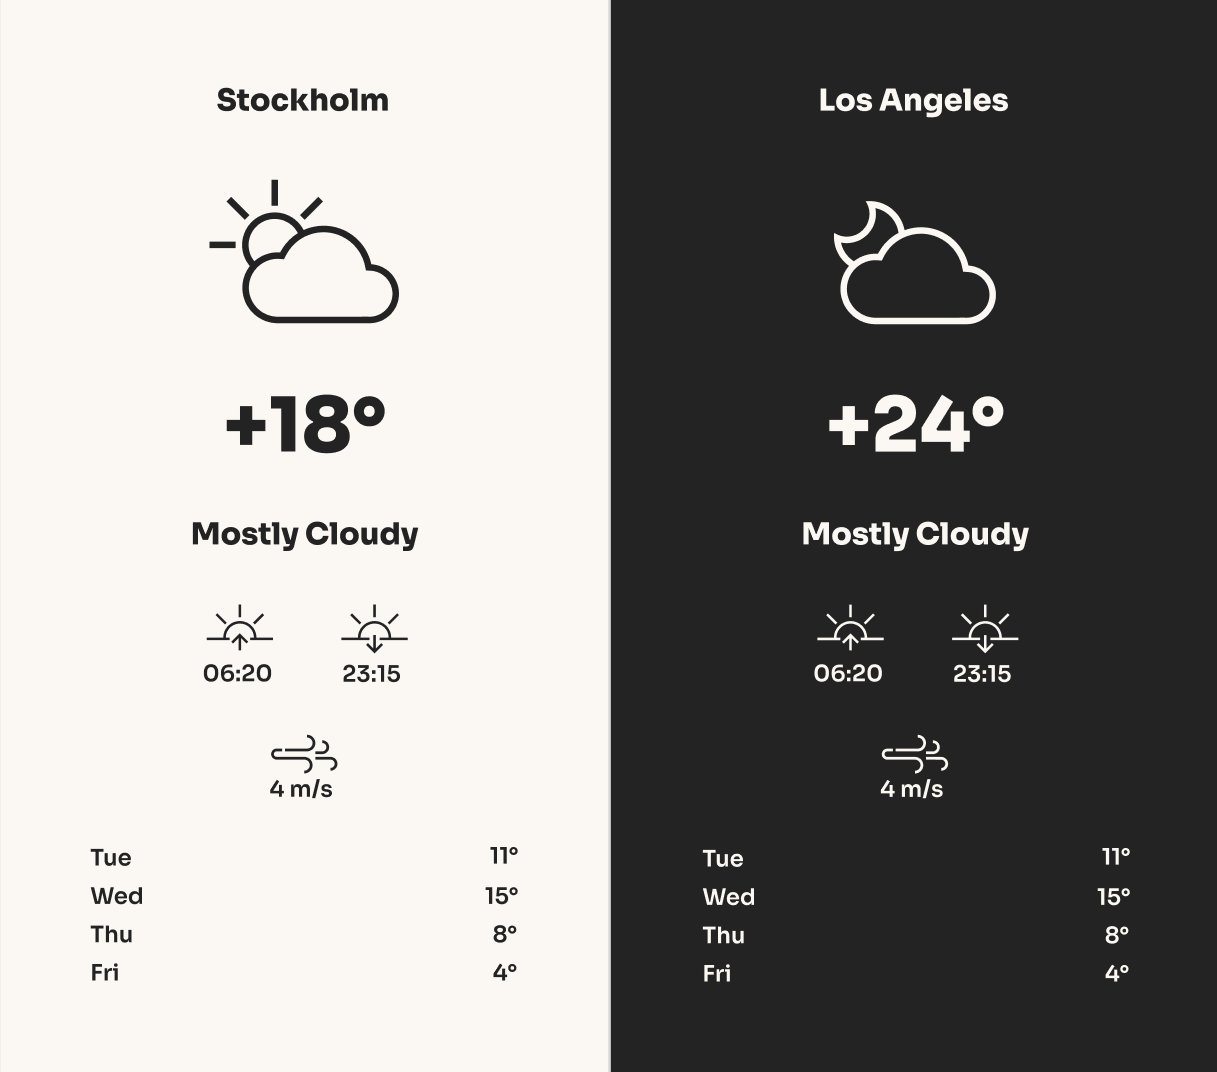 Stockholm
+18°
Mostly Cloudy
06:20 23:15
4 m/s
Tue 11°
Wed 15°
Thu 8°
Fri 4°
Los Angeles
+24°
Mostly Cloudy
06:20 23:15
4 m/s
Tue 11°
Wed 15°
Thu 8°
Fri 4°